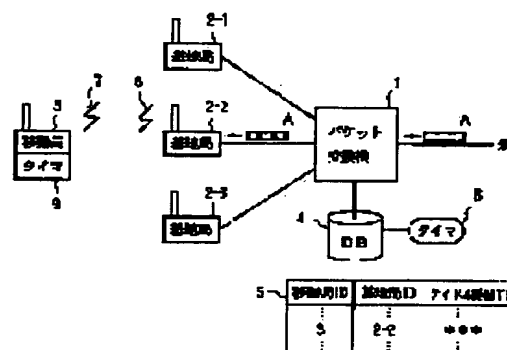 2-1
基地局
7
6
2-2
A
1
A
3
基地局
パケット
交換機
移動局
タイマ
9
2-3
基地局
4
DB
タイマ
8
5
移動局ID
基地局ID
3
2-2
***